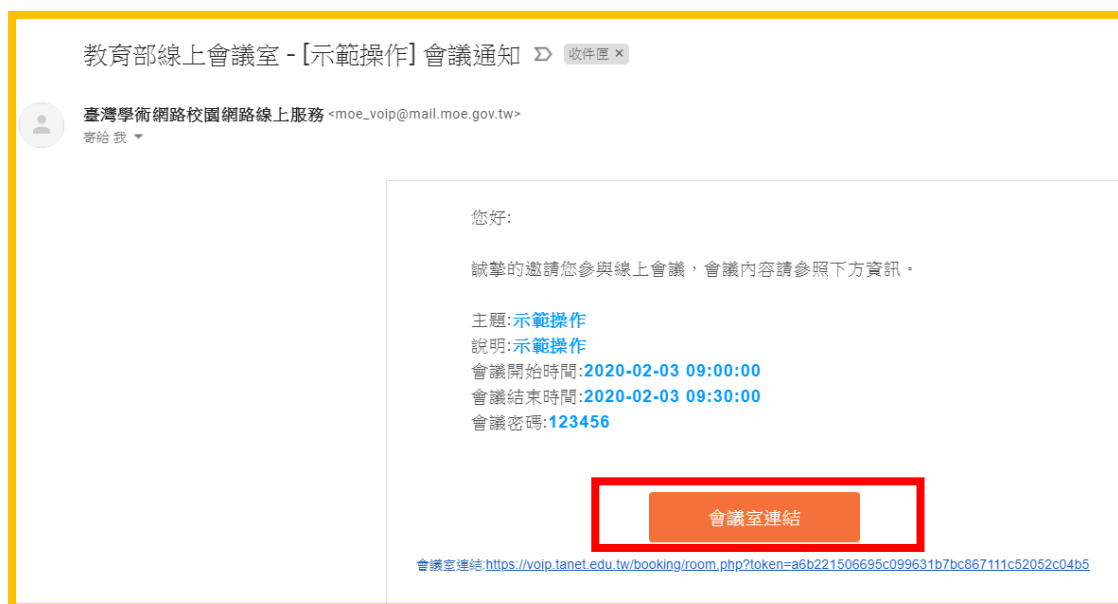 教育部線上會議室 - [示範操作] 會議通知 收件匣 ×
臺灣學術網路校園網路線上服務 <moe_voip@mail.moe.gov.tw>
寄給 我
您好:
誠摯的邀請您參與線上會議，會議內容請參照下方資訊。
主題:示範操作
說明:示範操作
會議開始時間:2020-02-03 09:00:00
會議結束時間:2020-02-03 09:30:00
會議密碼:123456
會議室連結
會議室連結:https://voip.tanet.edu.tw/booking/room.php?token=a6b221506695c099631b7bc867111c52052c04b5